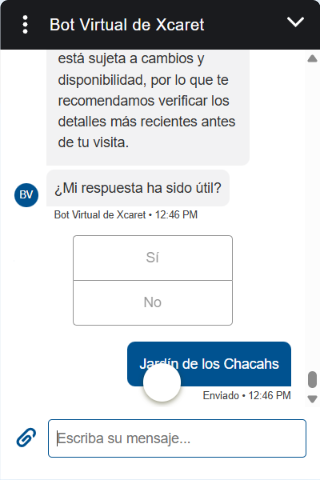 Bot Virtual de Xcaret
está sujeta a cambios y
disponibilidad, por lo que te
recomendamos verificar los
detalles más recientes antes
de tu visita.
BV
¿Mi respuesta ha sido útil?
Bot Virtual de Xcaret • 12:46 PM
Sí
No
Jardín de los Chacahs
Enviado • 12:46 PM
Escriba su mensaje...